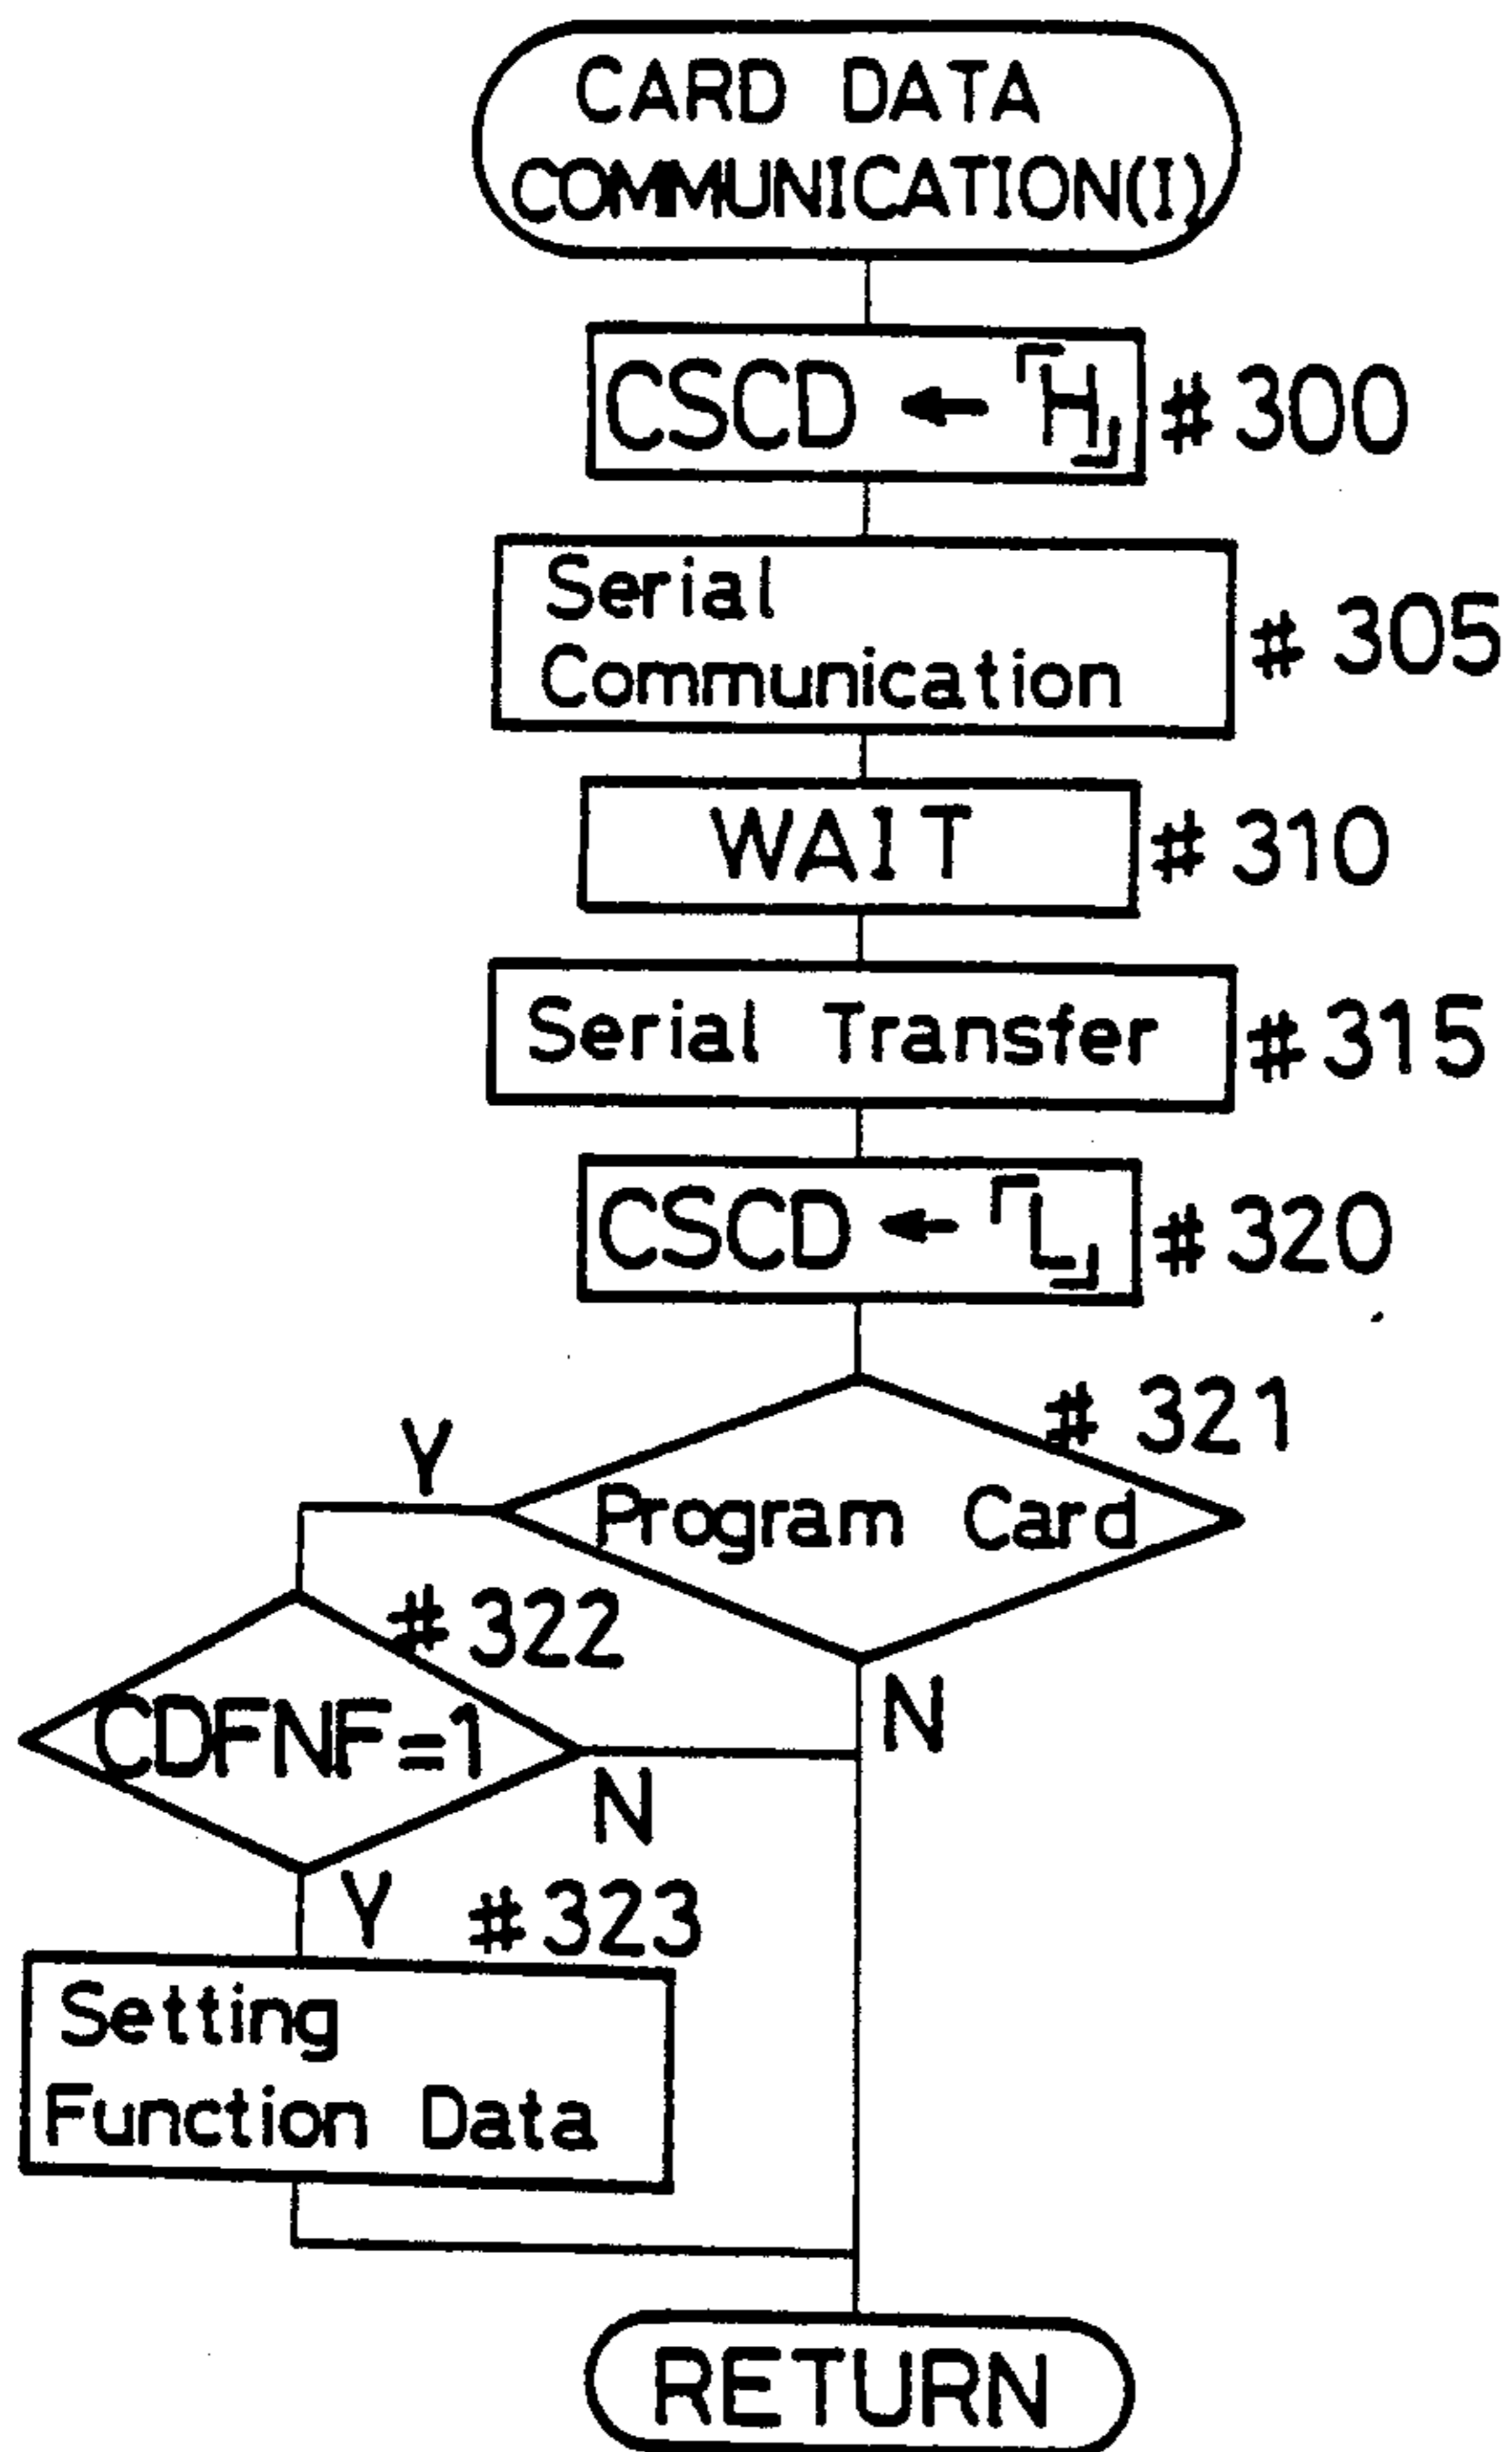 CARD DATA
COMMUNICATION(I)
CSCD ← 「H」 #300
Serial
Communication
#305
WAIT #310
Serial Transfer #315
CSCD ← 「L」 #320
#321
Y
Program Card
#322
N
CDFNF=1
N
Y #323
Setting
Function Data
RETURN